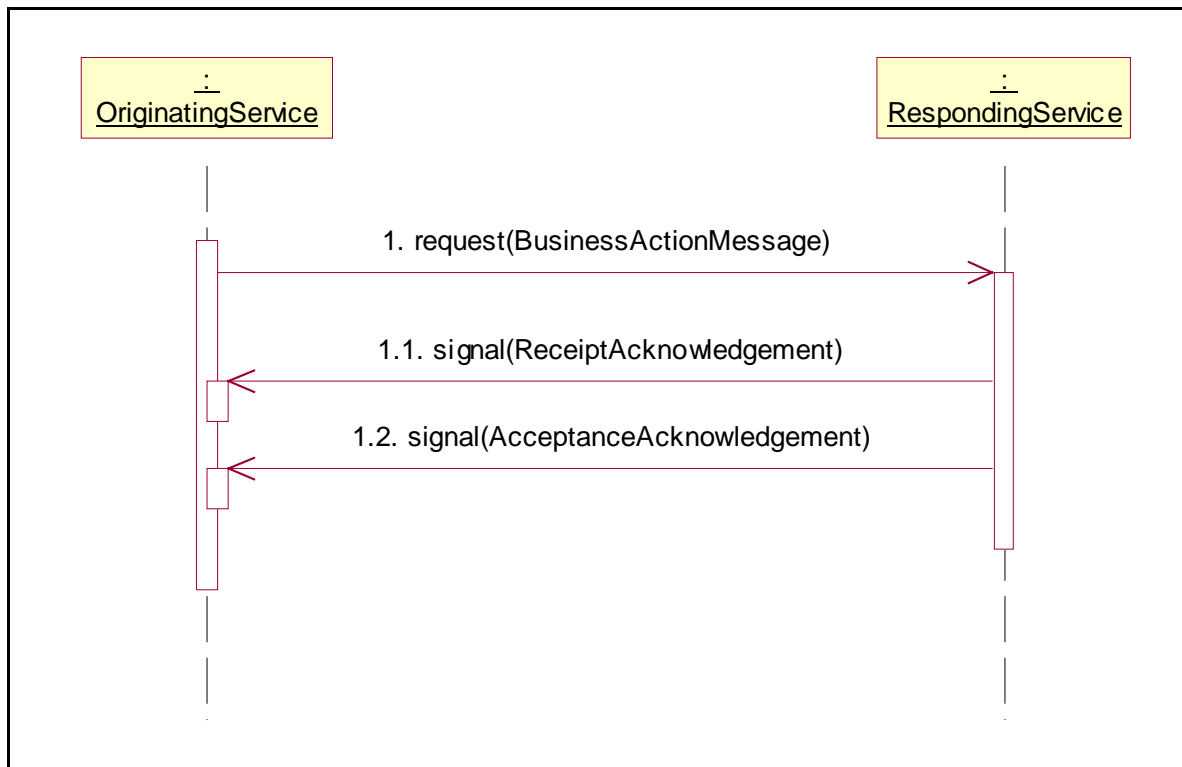 :
OriginatingService
:
RespondingService
1. request(BusinessActionMessage)
1.1. signal(ReceiptAcknowledgement)
1.2. signal(AcceptanceAcknowledgement)